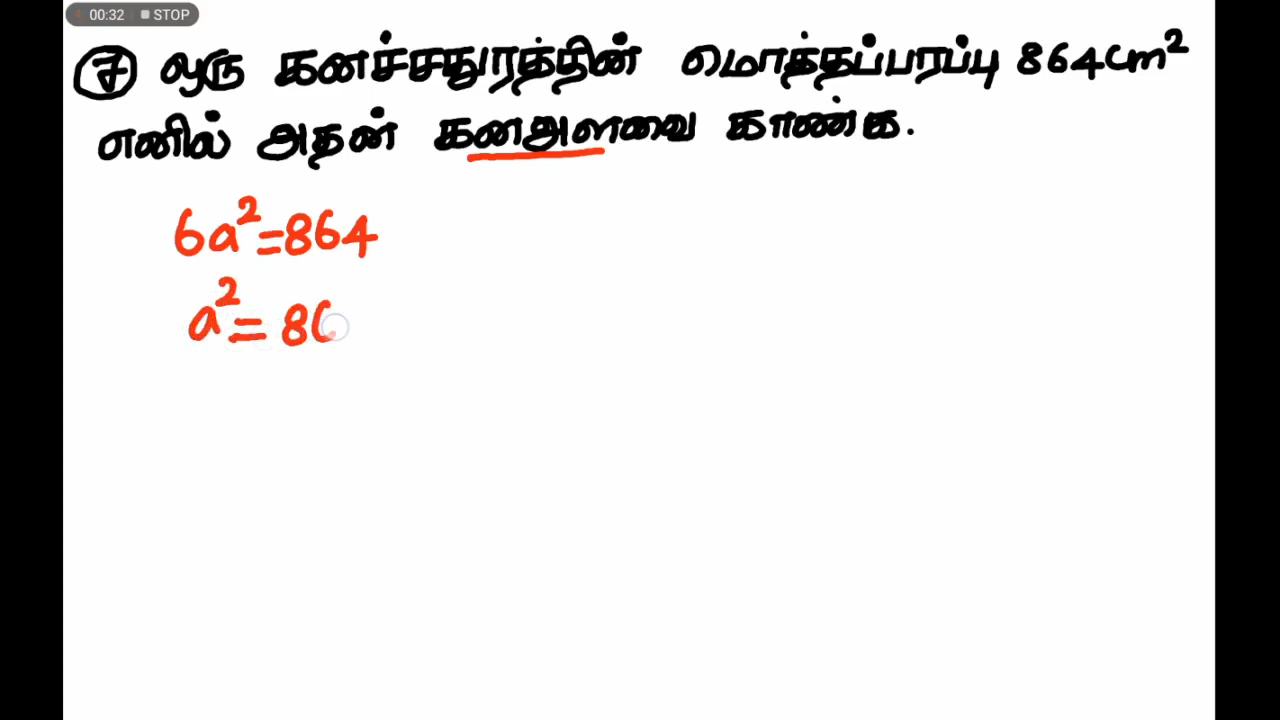 00:32 STOP
7 ஒரு கனச்சதுரத்தின் மொத்தப்பரப்பு 864cm²
எனில் அதன் கனஅளவை காண்க.
6a²=864
a²= 86